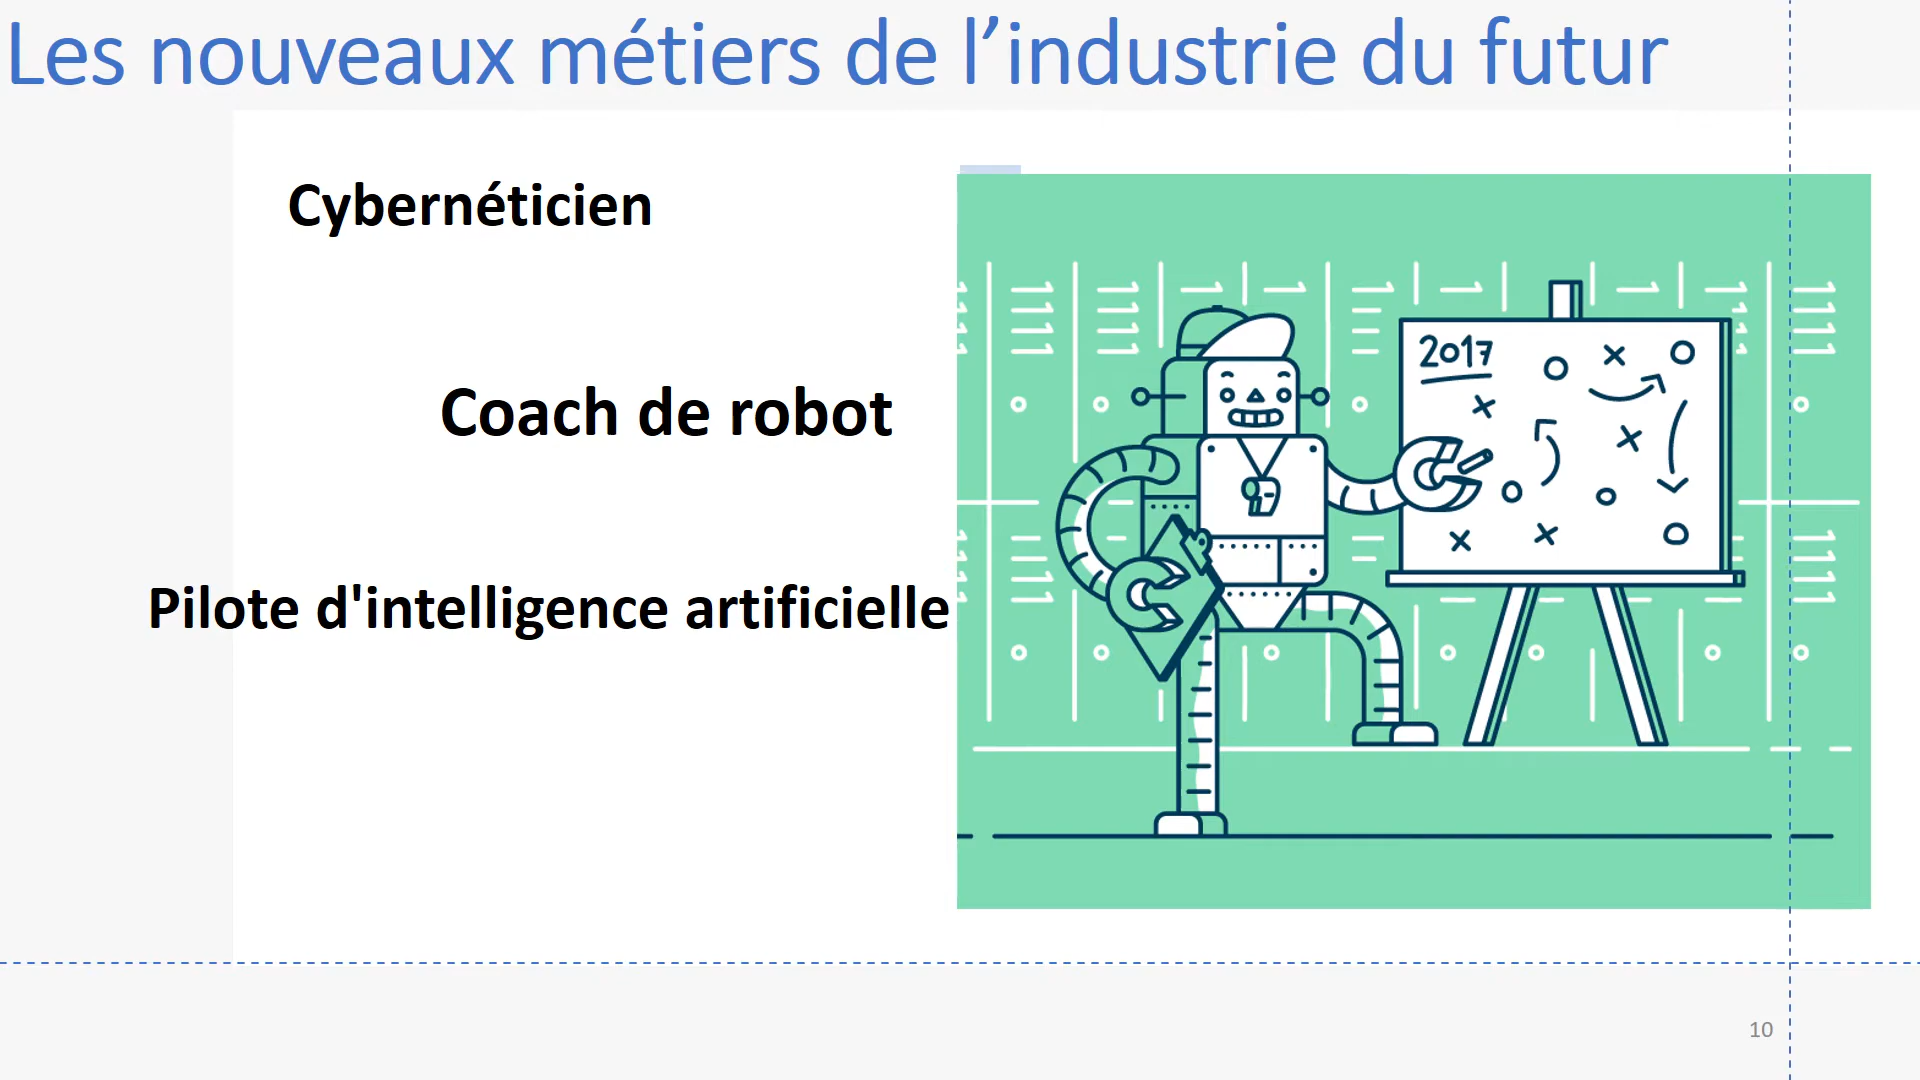 Les nouveaux métiers de l’industrie du futur
Cybernéticien
Coach de robot
Pilote d'intelligence artificielle
2017
10